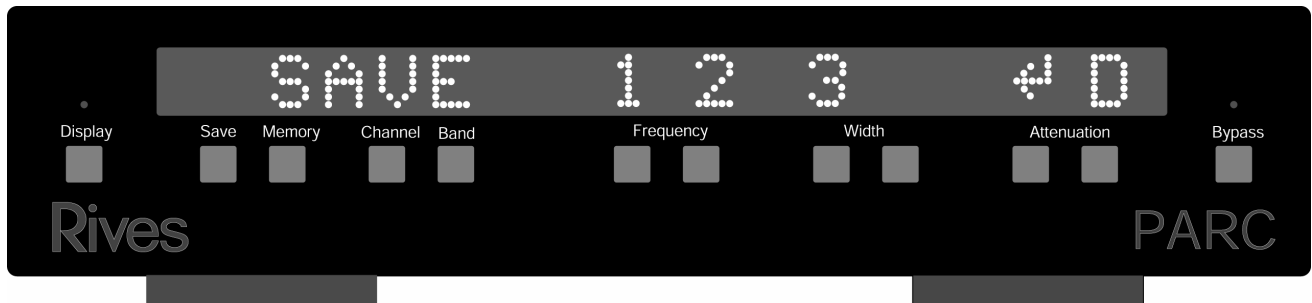 SAVE 1 2 3 ↵ D
Display Save Memory Channel Band Frequency Width Attenuation Bypass
Rives PARC